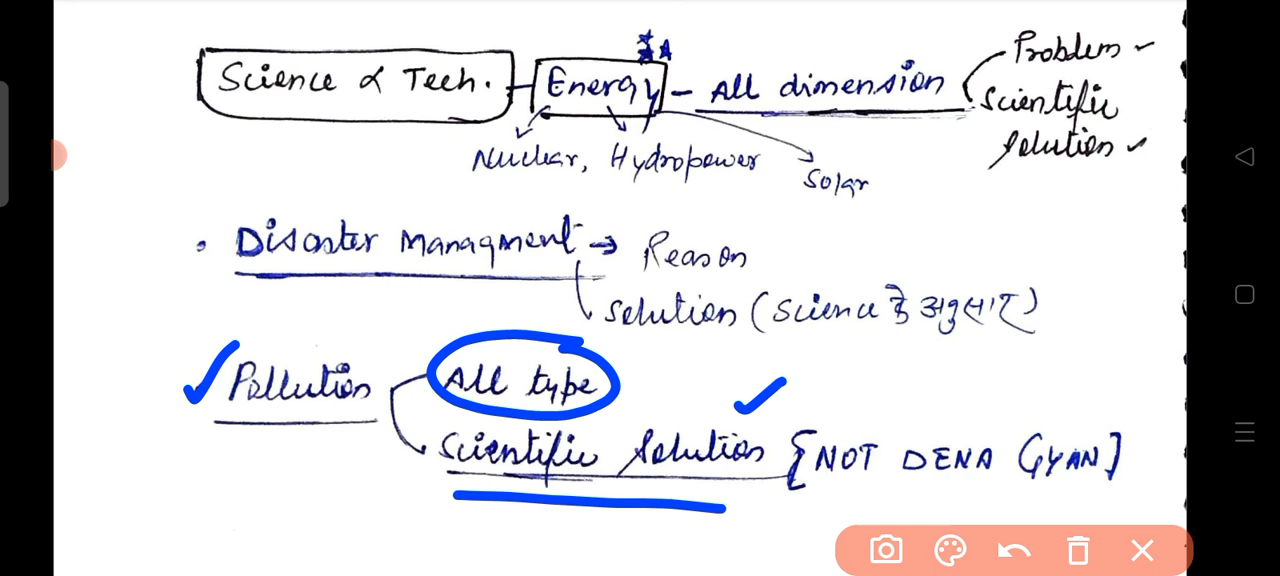 Science & Tech. - Energy - All dimension
Problem
Scientific
Solution
Nuclear, Hydropower
Solar
• Disaster Managment → Reason
Solution (Science के अनुसार)
Pollution
All type
Scientific Solution [NOT DENA GYAN]